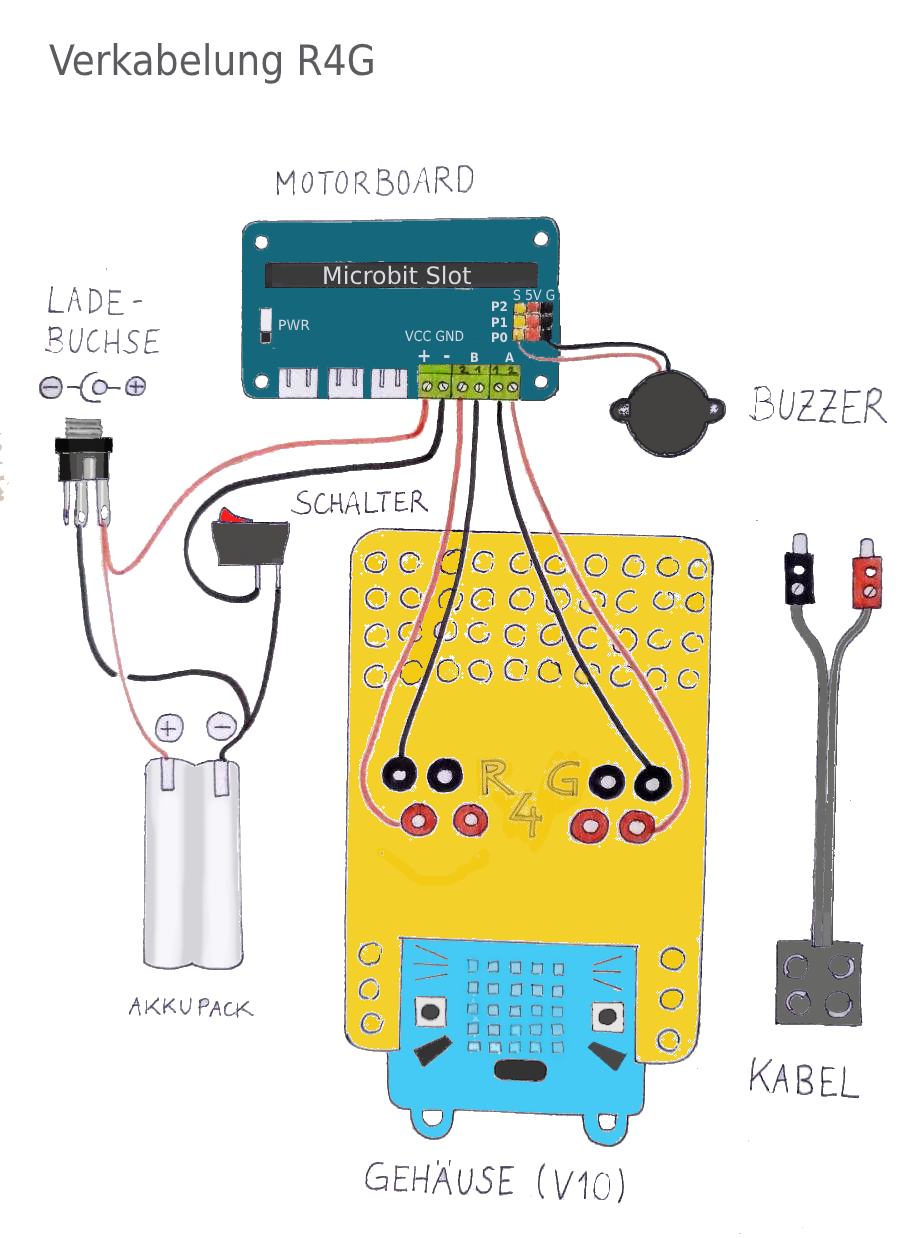 Verkabelung R4G
MOTORBOARD
Microbit Slot
LADE-
BUCHSE
S 5V G
P2
P1
P0
PWR
VCC GND
+ - B A
2 1 1 2
BUZZER
SCHALTER
+ -
R 4 G
AKKUPACK
KABEL
GEHÄUSE (V10)